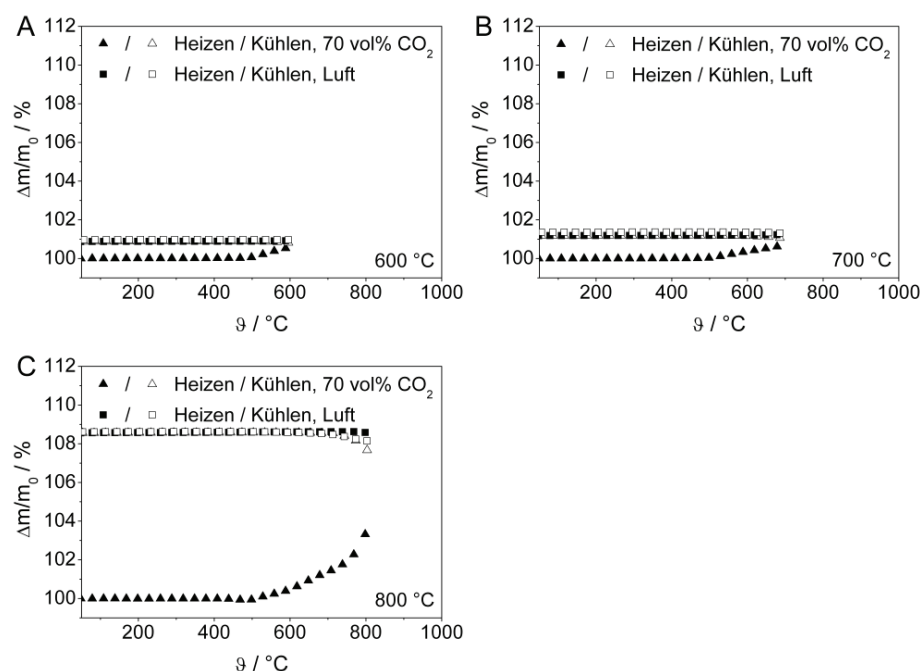 A
112
110
108
106
104
102
100
Δm/m₀ / %
▲ / △ Heizen / Kühlen, 70 vol% CO₂
■ / □ Heizen / Kühlen, Luft
600 °C
200 400 600 800 1000
ϑ / °C
B
112
110
108
106
104
102
100
Δm/m₀ / %
▲ / △ Heizen / Kühlen, 70 vol% CO₂
■ / □ Heizen / Kühlen, Luft
700 °C
200 400 600 800 1000
ϑ / °C
C
112
110
108
106
104
102
100
Δm/m₀ / %
▲ / △ Heizen / Kühlen, 70 vol% CO₂
■ / □ Heizen / Kühlen, Luft
800 °C
200 400 600 800 1000
ϑ / °C